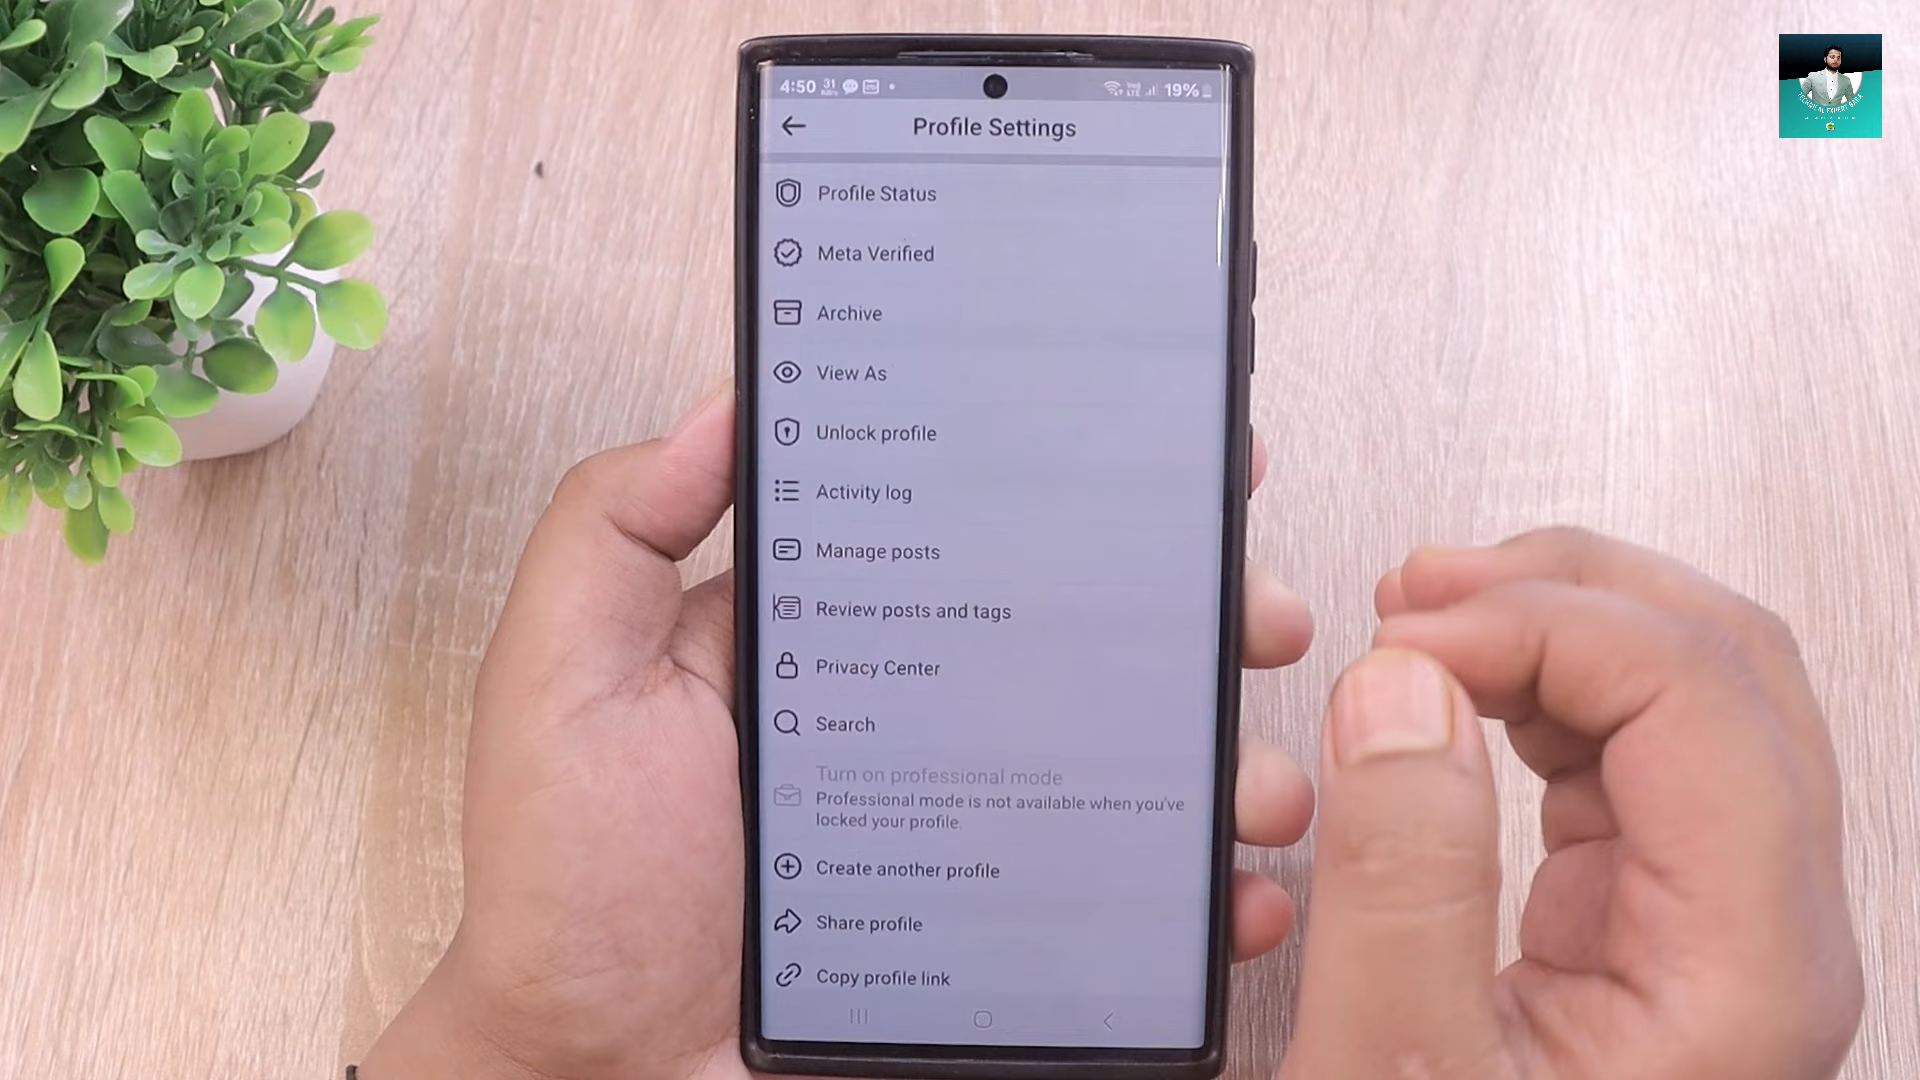 4:50 31 19%
Profile Settings
Profile Status
Meta Verified
Archive
View As
Unlock profile
Activity log
Manage posts
Review posts and tags
Privacy Center
Search
Turn on professional mode
Professional mode is not available when you've
locked your profile.
Create another profile
Share profile
Copy profile link